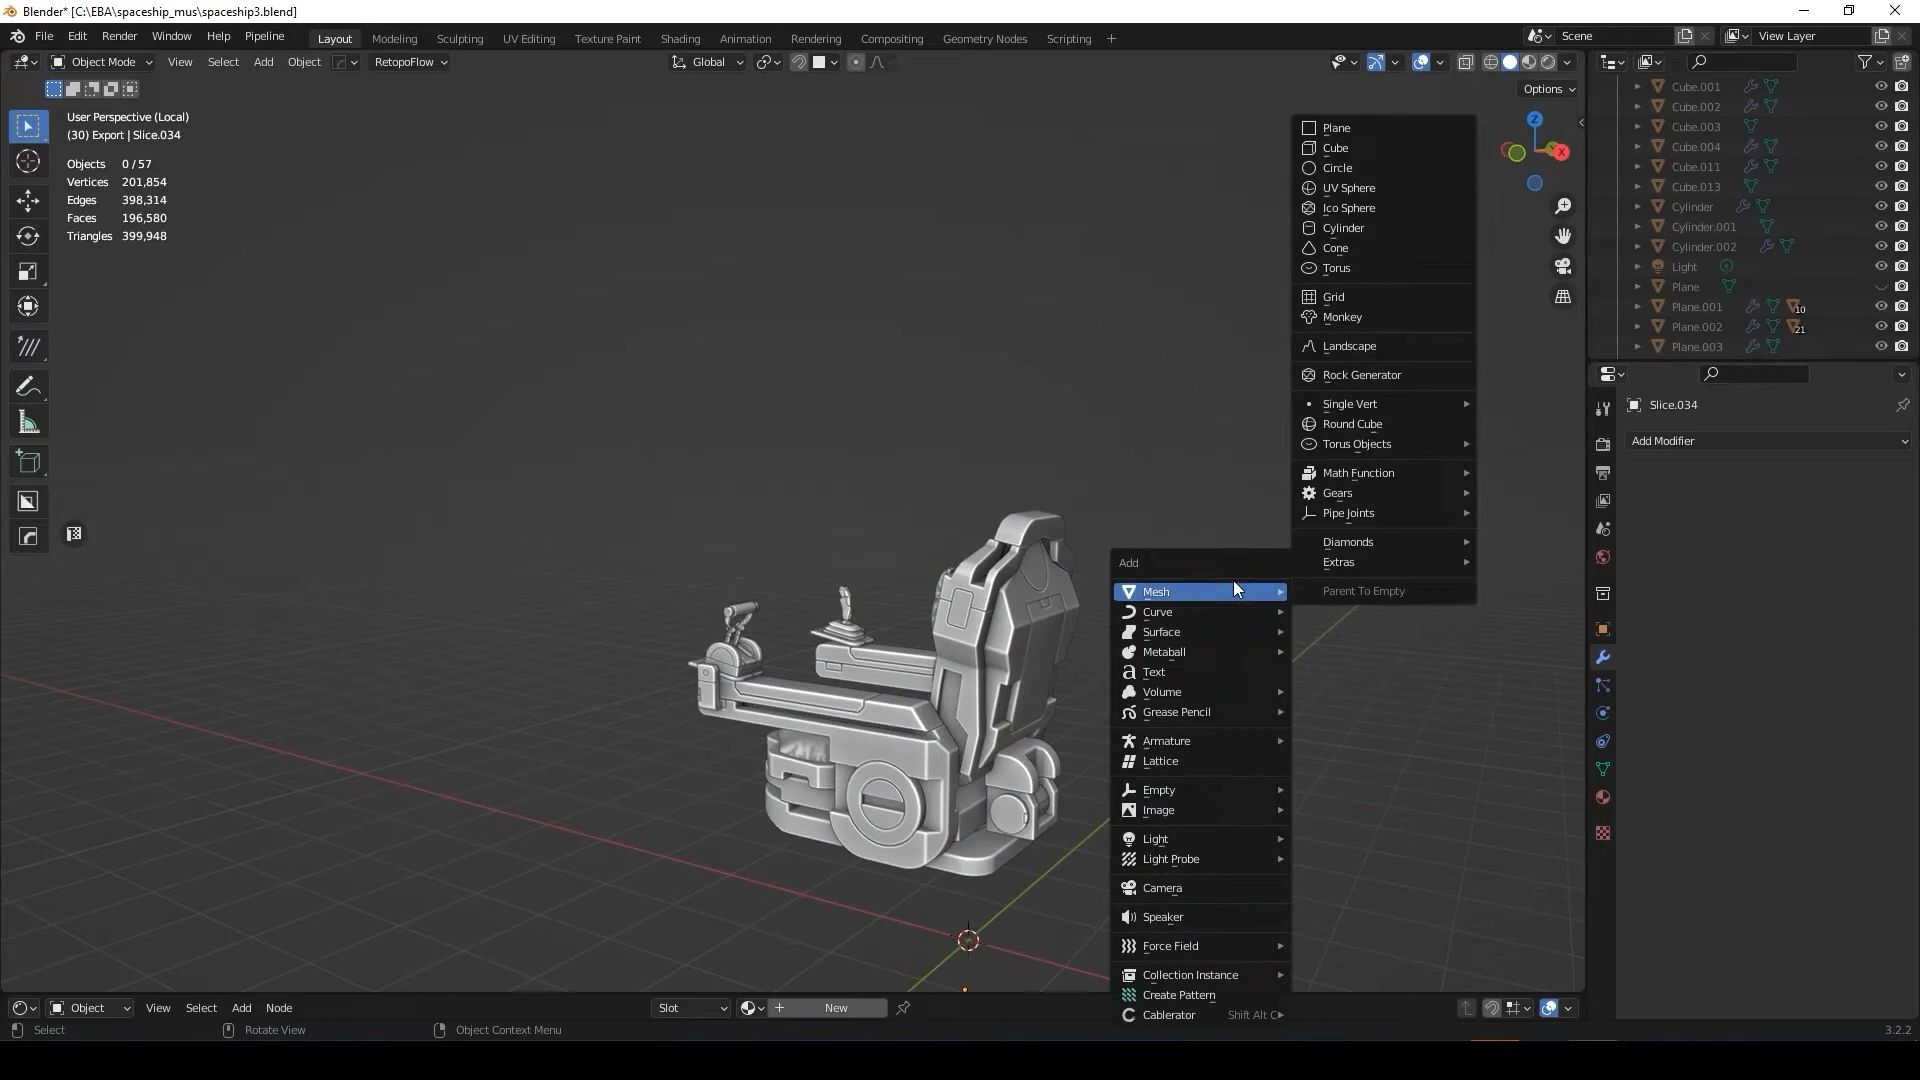 Blender* [C:\EBA\spaceship_mus\spaceship3.blend]
File Edit Render Window Help Pipeline Layout Modeling Sculpting UV Editing Texture Paint Shading Animation Rendering Compositing Geometry Nodes Scripting + Scene View Layer
Object Mode View Select Add Object RetopoFlow Global
Options
User Perspective (Local)
(30) Export | Slice.034
Objects 0/57
Vertices 201,854
Edges 398,314
Faces 196,580
Triangles 399,948
Plane
Cube
Circle
UV Sphere
Ico Sphere
Cylinder
Cone
Torus
Grid
Monkey
Landscape
Rock Generator
Single Vert
Round Cube
Torus Objects
Math Function
Gears
Pipe Joints
Diamonds
Extras
Parent To Empty
Add
Mesh
Curve
Surface
Metaball
Text
Volume
Grease Pencil
Armature
Lattice
Empty
Image
Light
Light Probe
Camera
Speaker
Force Field
Collection Instance
Create Pattern
Cablerator Shift Alt C
Z
X
Cube.001
Cube.002
Cube.003
Cube.004
Cube.011
Cube.013
Cylinder
Cylinder.001
Cylinder.002
Light
Plane
Plane.001 10
Plane.002 21
Plane.003
Slice.034
Add Modifier
Object View Select Add Object Node Slot New
Select Rotate View Object Context Menu 3.2.2